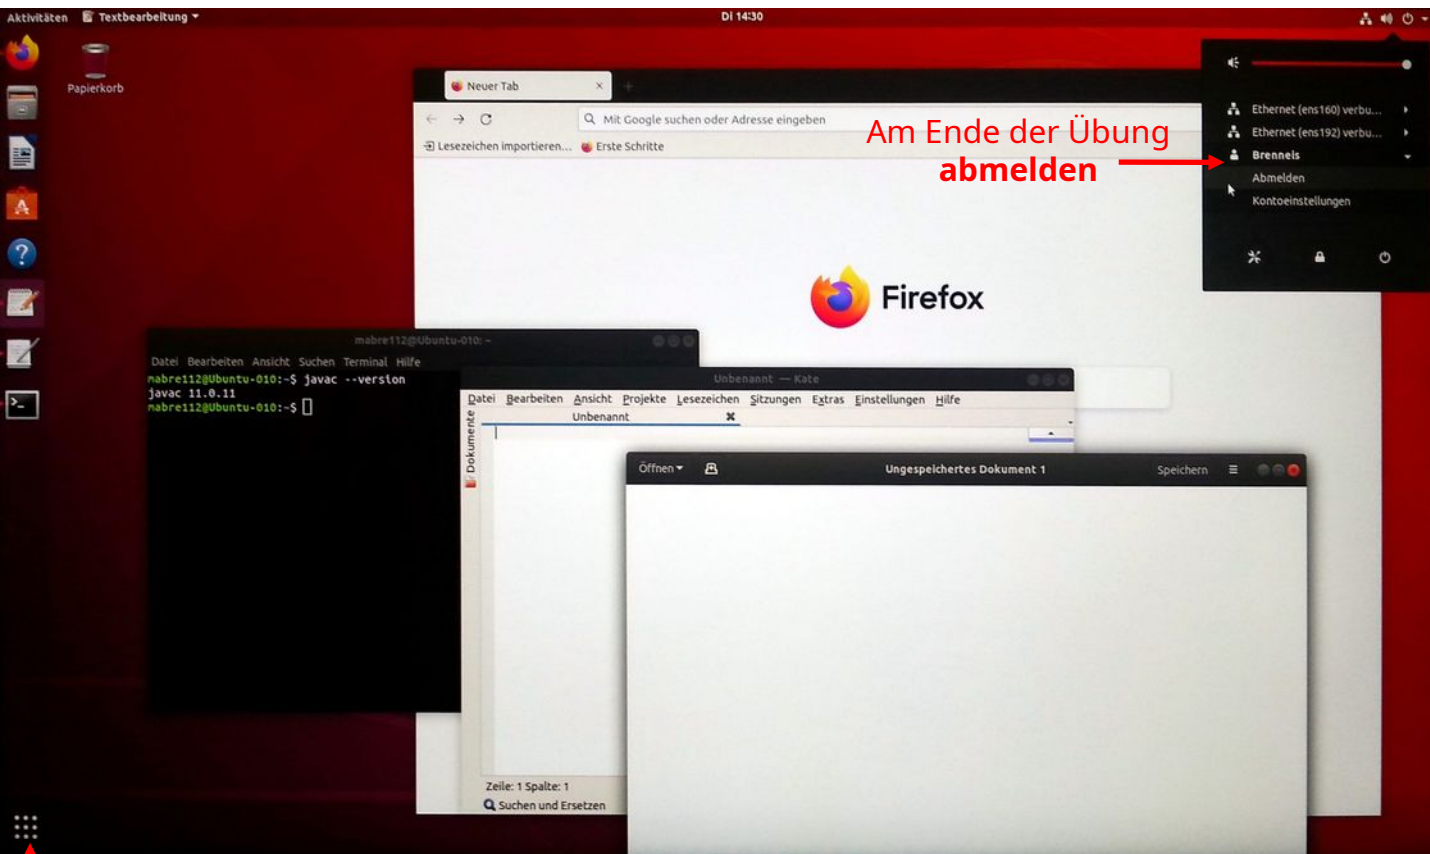 Aktivitäten Textbearbeitung
Di 14:30
Papierkorb
Neuer Tab
Mit Google suchen oder Adresse eingeben
Lesezeichen importieren... Erste Schritte
Am Ende der Übung
abmelden
Ethernet (ens160) verbu...
Ethernet (ens192) verbu...
Brenneis
Abmelden
Kontoeinstellungen
Firefox
mabre112@Ubuntu-010: ~
Datei Bearbeiten Ansicht Suchen Terminal Hilfe
mabre112@Ubuntu-010:~$ javac --version
javac 11.0.11
mabre112@Ubuntu-010:~$
Unbenannt — Kate
Datei Bearbeiten Ansicht Projekte Lesezeichen Sitzungen Extras Einstellungen Hilfe
Unbenannt
Dokumente
Öffnen
Ungespeichertes Dokument 1
Speichern
Zeile: 1 Spalte: 1
Suchen und Ersetzen